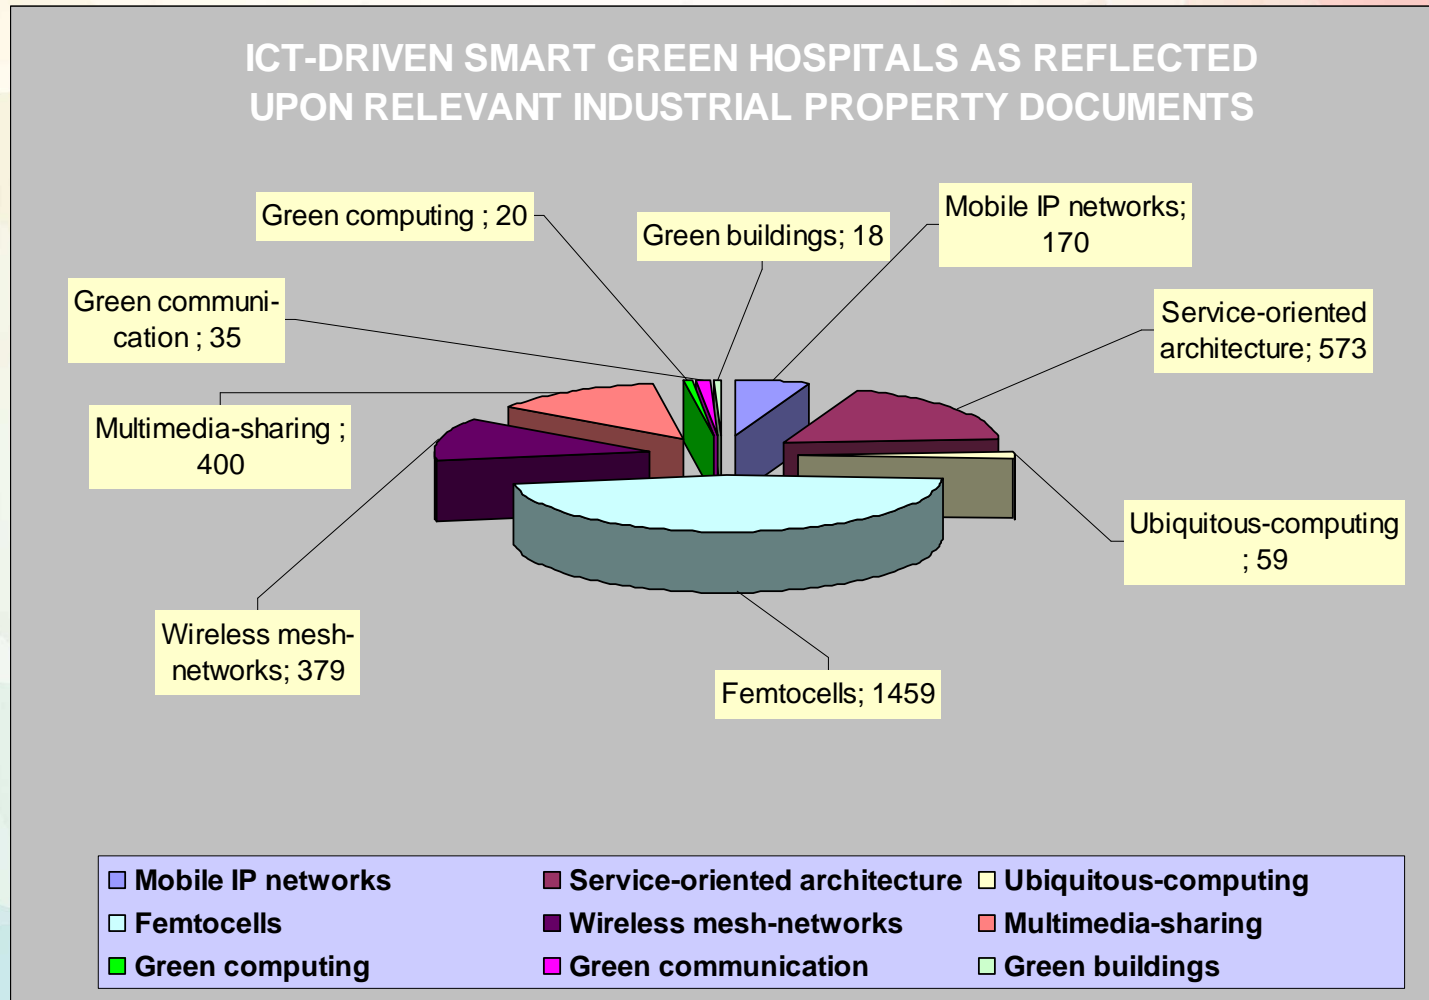 ICT-DRIVEN SMART GREEN HOSPITALS AS REFLECTED
UPON RELEVANT INDUSTRIAL PROPERTY DOCUMENTS
Green computing ; 20
Green buildings; 18
Mobile IP networks;
170
Green communi-
cation ; 35
Service-oriented
architecture; 573
Multimedia-sharing ;
400
Ubiquitous-computing
; 59
Wireless mesh-
networks; 379
Femtocells; 1459
Mobile IP networks
Service-oriented architecture
Ubiquitous-computing
Femtocells
Wireless mesh-networks
Multimedia-sharing
Green computing
Green communication
Green buildings